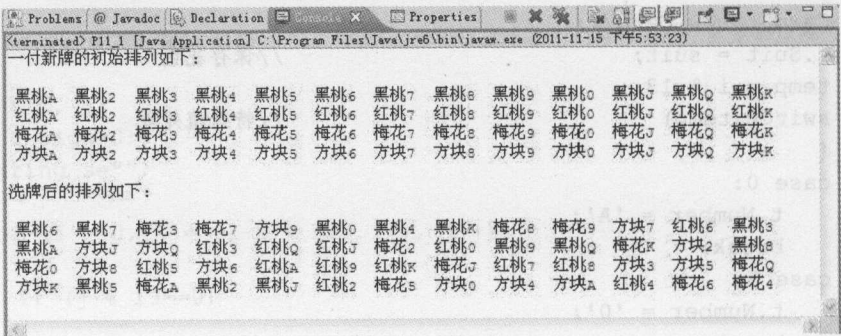 Problems @ Javadoc Declaration Console Properties
<terminated> P11_1 [Java Application] C:\Program Files\Java\jre6\bin\javaw.exe (2011-11-15 下午5:53:23)
一付新牌的初始排列如下:
黑桃A 黑桃2 黑桃3 黑桃4 黑桃5 黑桃6 黑桃7 黑桃8 黑桃9 黑桃0 黑桃J 黑桃Q 黑桃K
红桃A 红桃2 红桃3 红桃4 红桃5 红桃6 红桃7 红桃8 红桃9 红桃0 红桃J 红桃Q 红桃K
梅花A 梅花2 梅花3 梅花4 梅花5 梅花6 梅花7 梅花8 梅花9 梅花0 梅花J 梅花Q 梅花K
方块A 方块2 方块3 方块4 方块5 方块6 方块7 方块8 方块9 方块0 方块J 方块Q 方块K
洗牌后的排列如下:
黑桃6 黑桃7 梅花3 梅花7 方块9 黑桃0 黑桃4 黑桃K 梅花8 梅花9 方块7 红桃6 黑桃3
黑桃A 方块J 方块Q 红桃3 红桃Q 红桃J 梅花2 红桃0 黑桃9 黑桃Q 梅花K 方块2 黑桃8
梅花0 方块8 红桃5 方块6 红桃A 红桃9 红桃K 梅花J 红桃7 红桃8 方块3 方块5 梅花Q
方块K 黑桃5 梅花A 黑桃2 黑桃J 红桃2 梅花5 方块0 方块4 方块A 红桃4 梅花6 梅花4